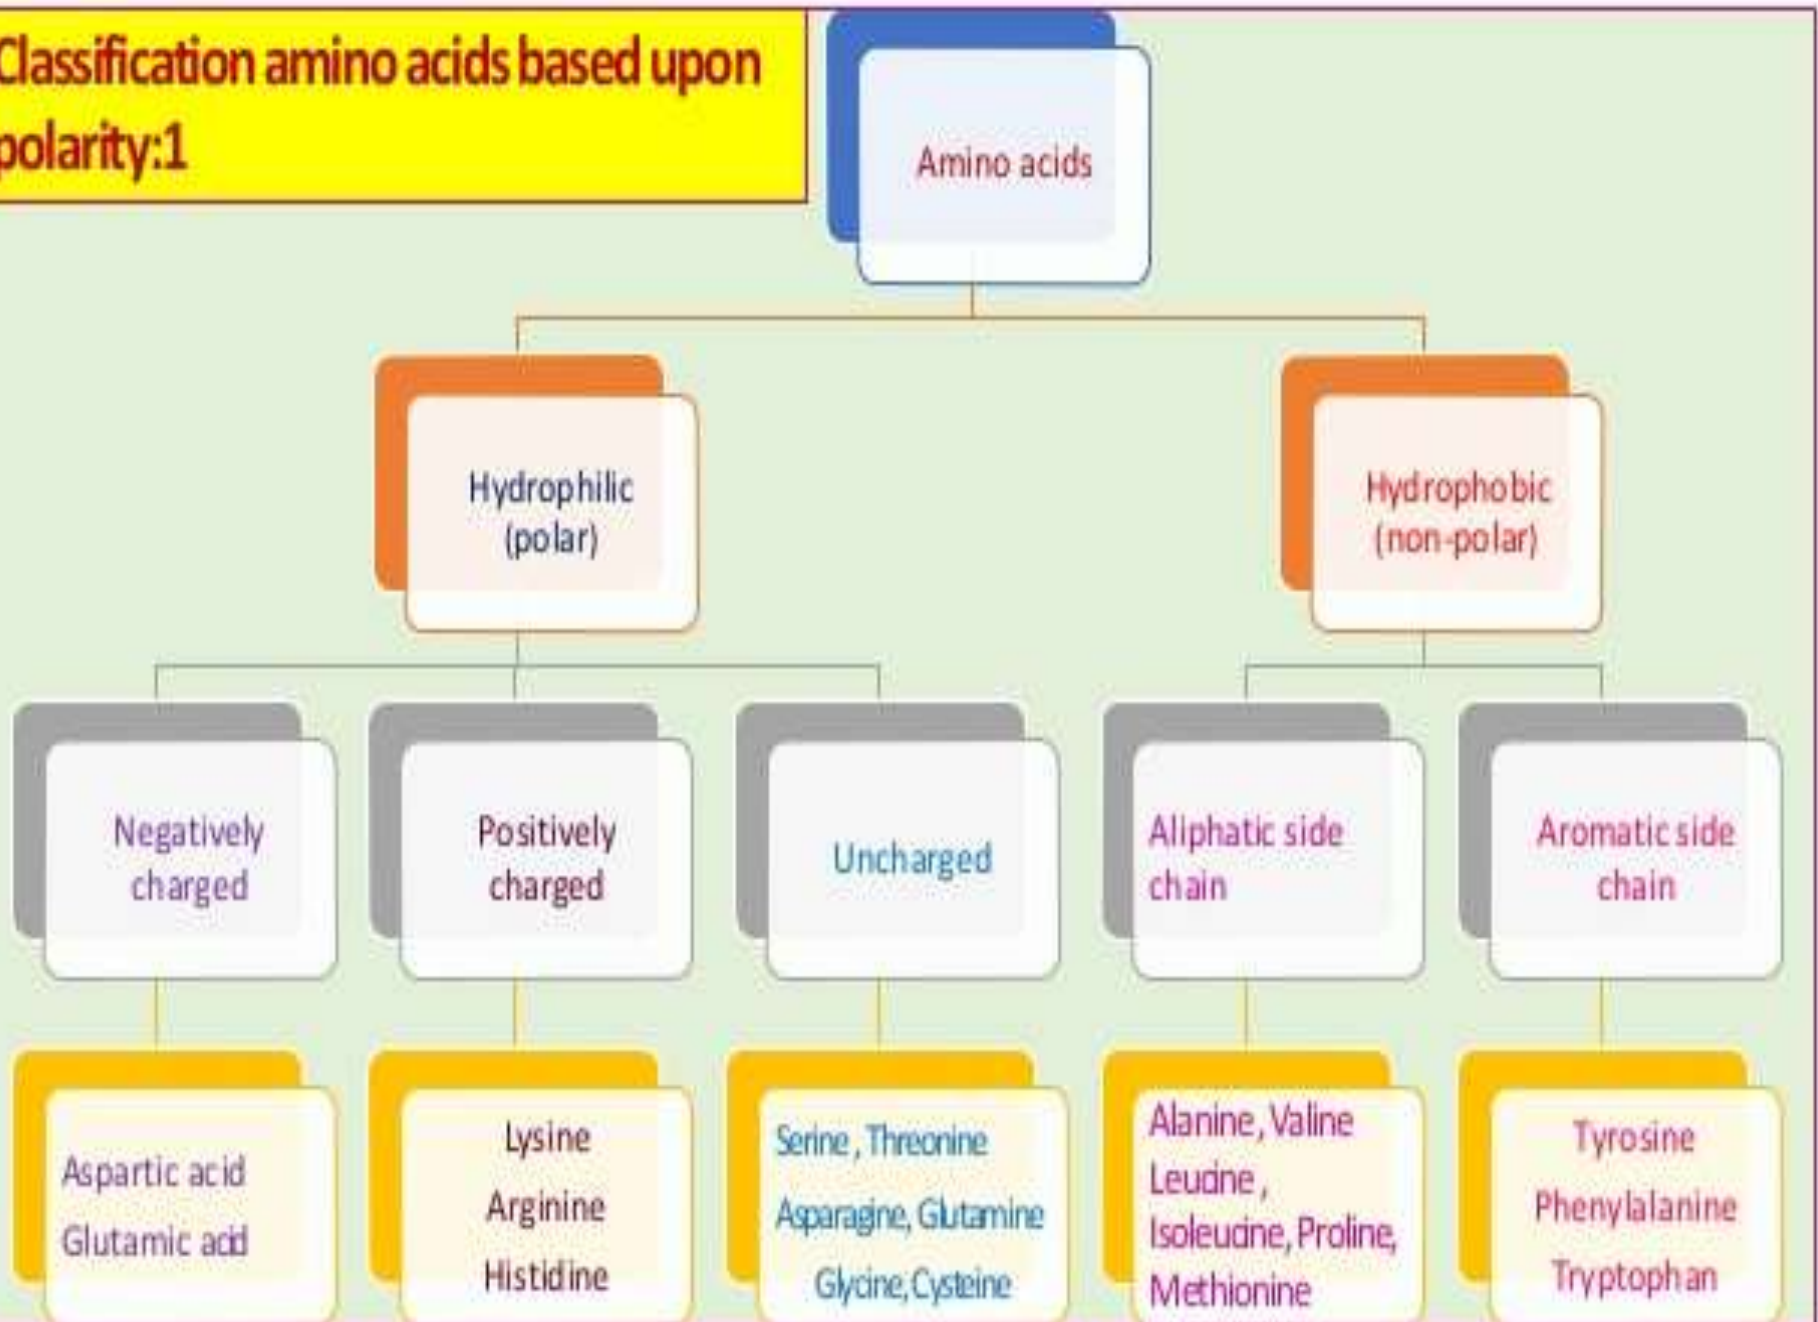 Classification amino acids based upon
polarity:1
Amino acids
Hydrophilic
(polar)
Hydrophobic
(non-polar)
Negatively
charged
Positively
charged
Uncharged
Aliphatic side
chain
Aromatic side
chain
Aspartic acid
Glutamic acid
Lysine
Arginine
Histidine
Serine, Threonine
Asparagine, Glutamine
Glycine, Cysteine
Alanine, Valine
Leucine,
Isoleucine, Proline,
Methionine
Tyrosine
Phenylalanine
Tryptophan